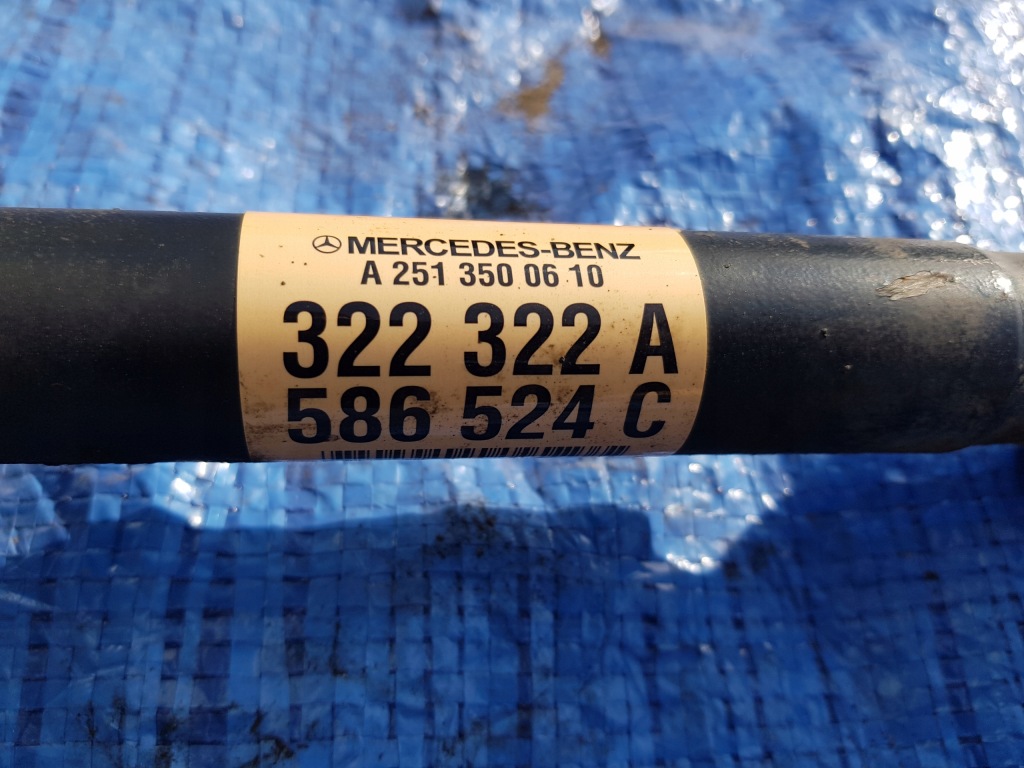 MERCEDES-BENZ
A 251 350 06 10
322 322 A
586 524 C